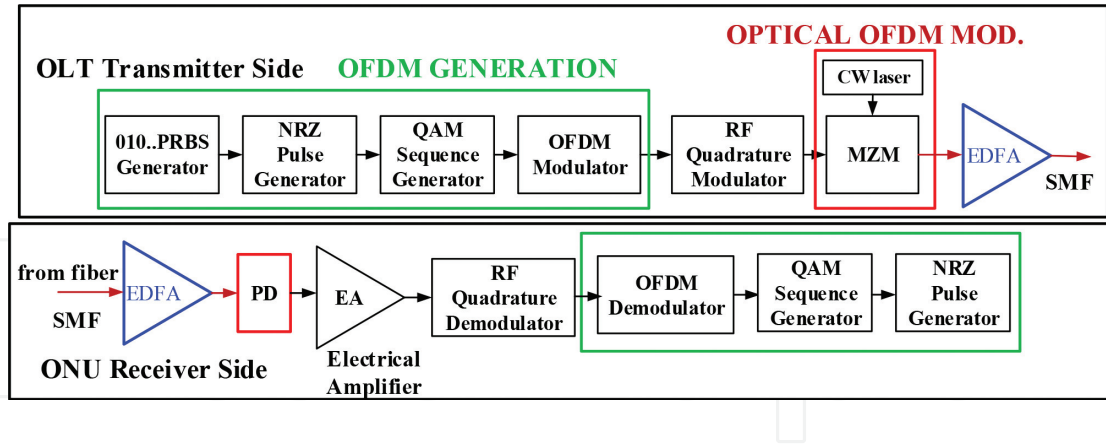 OPTICAL OFDM MOD.
OLT Transmitter Side
OFDM GENERATION
CW laser
010..PRBS
Generator
NRZ
Pulse
Generator
QAM
Sequence
Generator
OFDM
Modulator
RF
Quadrature
Modulator
MZM
EDFA
SMF
from fiber
SMF
EDFA
PD
EA
Electrical
Amplifier
RF
Quadrature
Demodulator
OFDM
Demodulator
QAM
Sequence
Generator
NRZ
Pulse
Generator
ONU Receiver Side